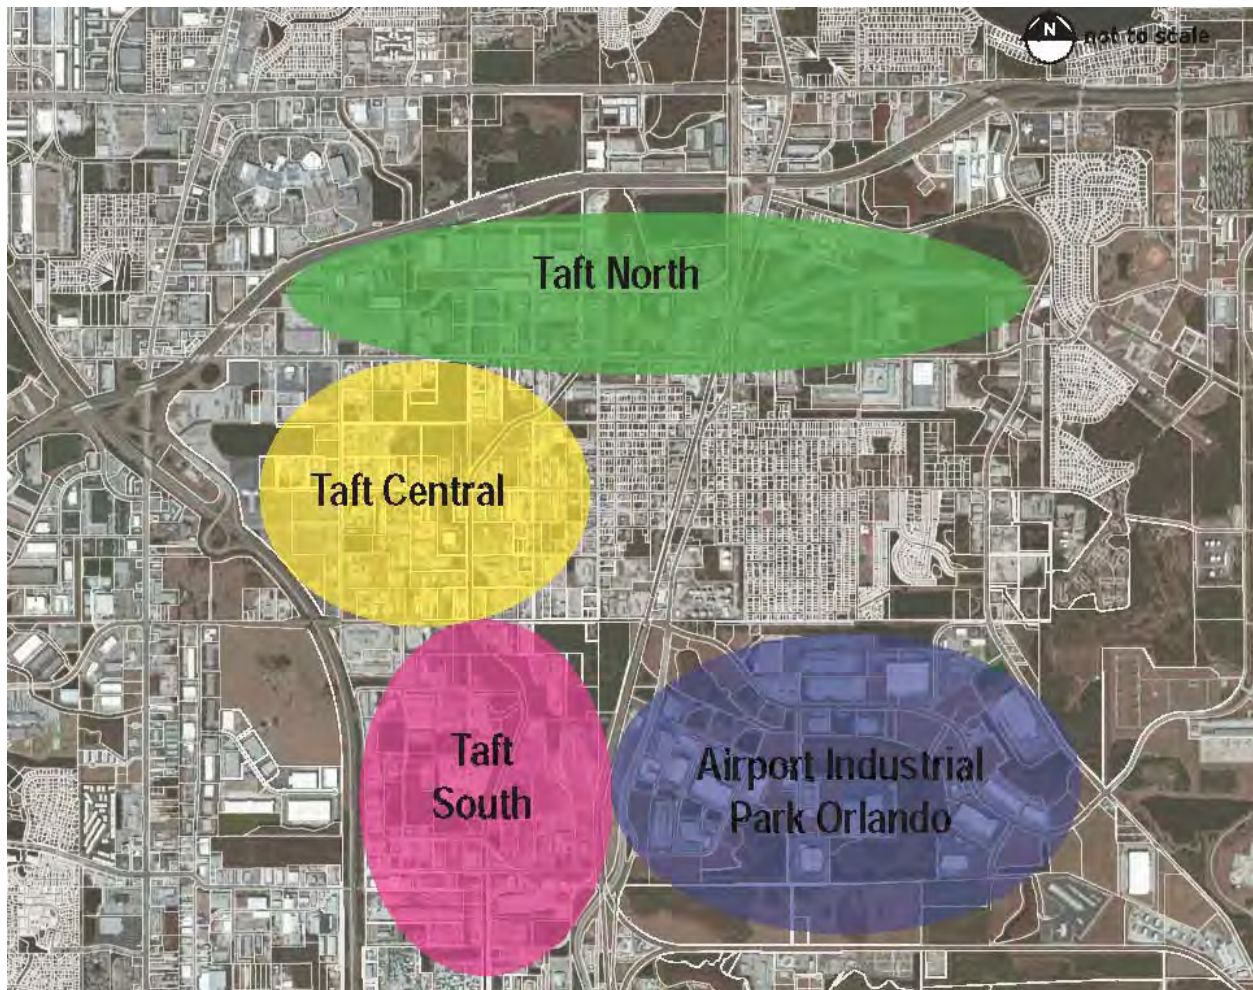 N
not to scale
Taft North
Taft Central
Taft
South
Airport Industrial
Park Orlando